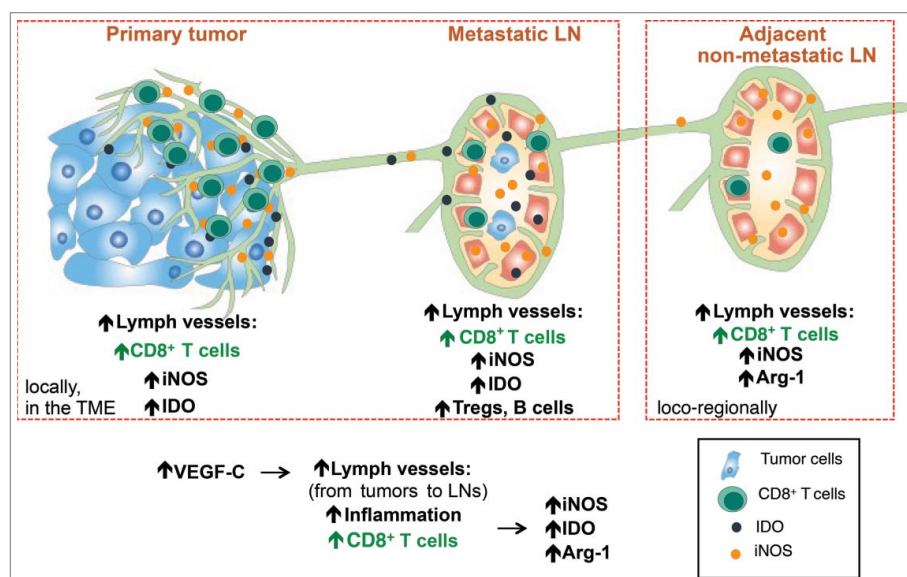 Primary tumor
↑Lymph vessels:
↑CD8⁺ T cells
↑iNOS
↑IDO
locally,
in the TME
Metastatic LN
↑Lymph vessels:
↑CD8⁺ T cells
↑iNOS
↑IDO
↑Tregs, B cells
Adjacent
non-metastatic LN
↑Lymph vessels:
↑CD8⁺ T cells
↑iNOS
↑Arg-1
loco-regionally
↑VEGF-C →
↑Lymph vessels:
(from tumors to LNs)
↑Inflammation
↑CD8⁺ T cells
→
↑iNOS
↑IDO
↑Arg-1
Tumor cells
CD8⁺ T cells
IDO
iNOS